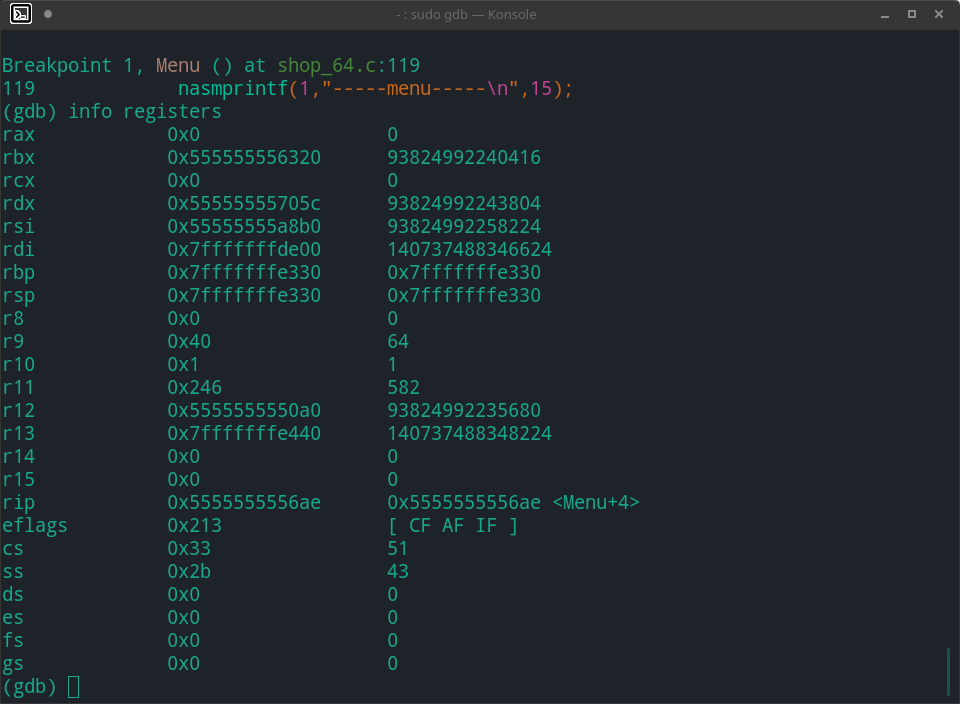 - : sudo gdb — Konsole
Breakpoint 1, Menu () at shop_64.c:119
119             nasmprintf(1,"-----menu-----\n",15);
(gdb) info registers
rax            0x0                 0
rbx            0x555555556320      93824992240416
rcx            0x0                 0
rdx            0x55555555705c      93824992243804
rsi            0x55555555a8b0      93824992258224
rdi            0x7fffffffde00      140737488346624
rbp            0x7fffffffe330      0x7fffffffe330
rsp            0x7fffffffe330      0x7fffffffe330
r8             0x0                 0
r9             0x40                64
r10            0x1                 1
r11            0x246               582
r12            0x5555555550a0      93824992235680
r13            0x7fffffffe440      140737488348224
r14            0x0                 0
r15            0x0                 0
rip            0x5555555556ae      0x5555555556ae <Menu+4>
eflags         0x213               [ CF AF IF ]
cs             0x33                51
ss             0x2b                43
ds             0x0                 0
es             0x0                 0
fs             0x0                 0
gs             0x0                 0
(gdb)